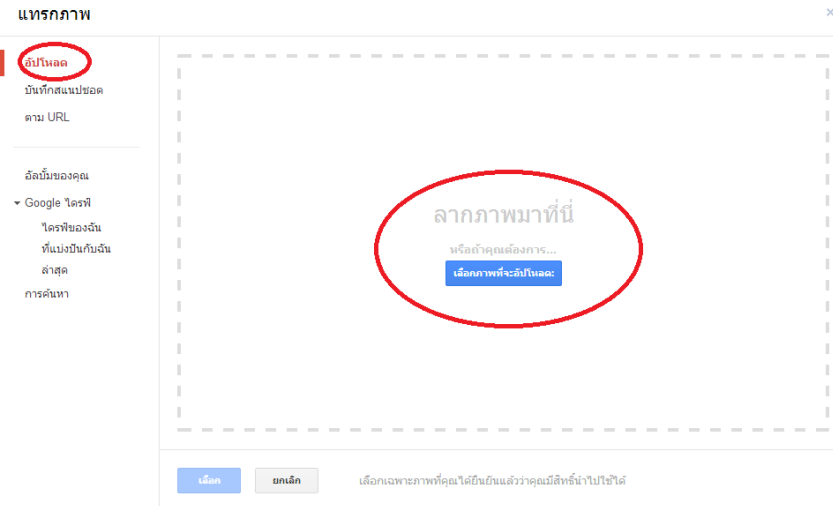 แทรกภาพ
×
อัปโหลด
บันทึกสแนปชอต
ตาม URL
อัลบั้มของคุณ
Google ไดรฟ์
ไดรฟ์ของฉัน
ที่แบ่งปันกับฉัน
ล่าสุด
การค้นหา
ลากภาพมาที่นี่
หรือถ้าคุณต้องการ...
เลือกภาพที่จะอัปโหลด:
เลือก
ยกเลิก
เลือกเฉพาะภาพที่คุณได้ยืนยันแล้วว่าคุณมีสิทธิ์นำไปใช้ได้